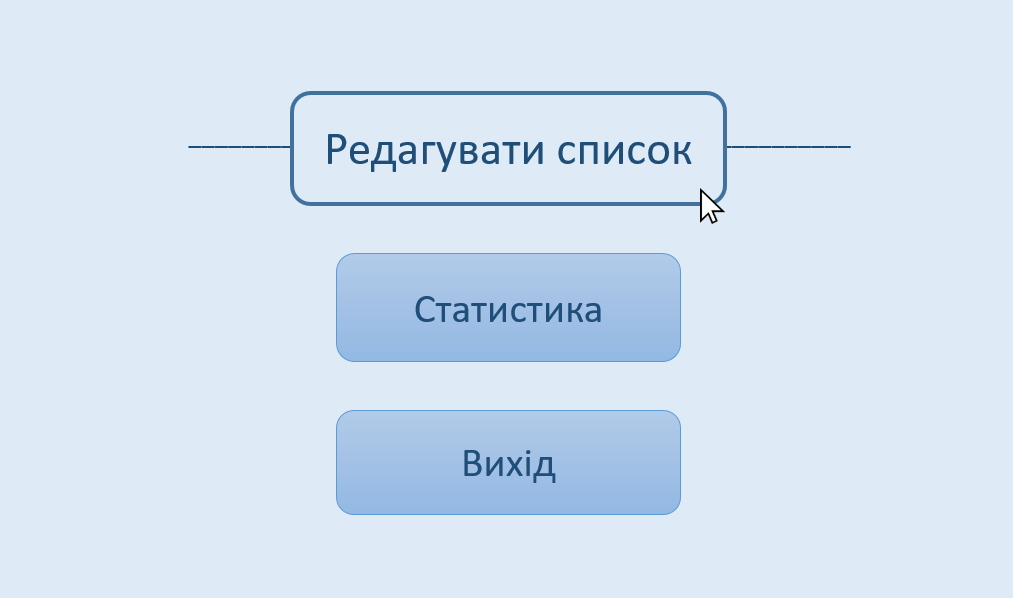 Редагувати список
Статистика
Вихід